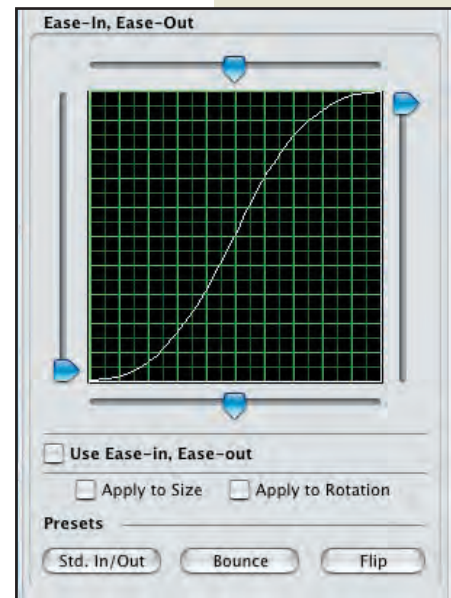 Ease-In, Ease-Out
Use Ease-in, Ease-out
Apply to Size Apply to Rotation
Presets
Std. In/Out Bounce Flip